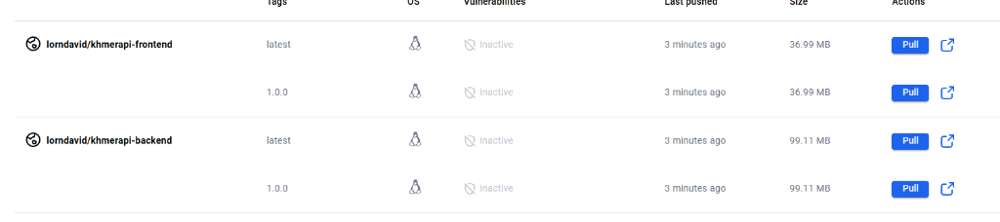 Tags OS Vulnerabilities Last pushed Size Actions
lorndavid/khmerapi-frontend latest Inactive 3 minutes ago 36.99 MB Pull
1.0.0 Inactive 3 minutes ago 36.99 MB Pull
lorndavid/khmerapi-backend latest Inactive 3 minutes ago 99.11 MB Pull
1.0.0 Inactive 3 minutes ago 99.11 MB Pull